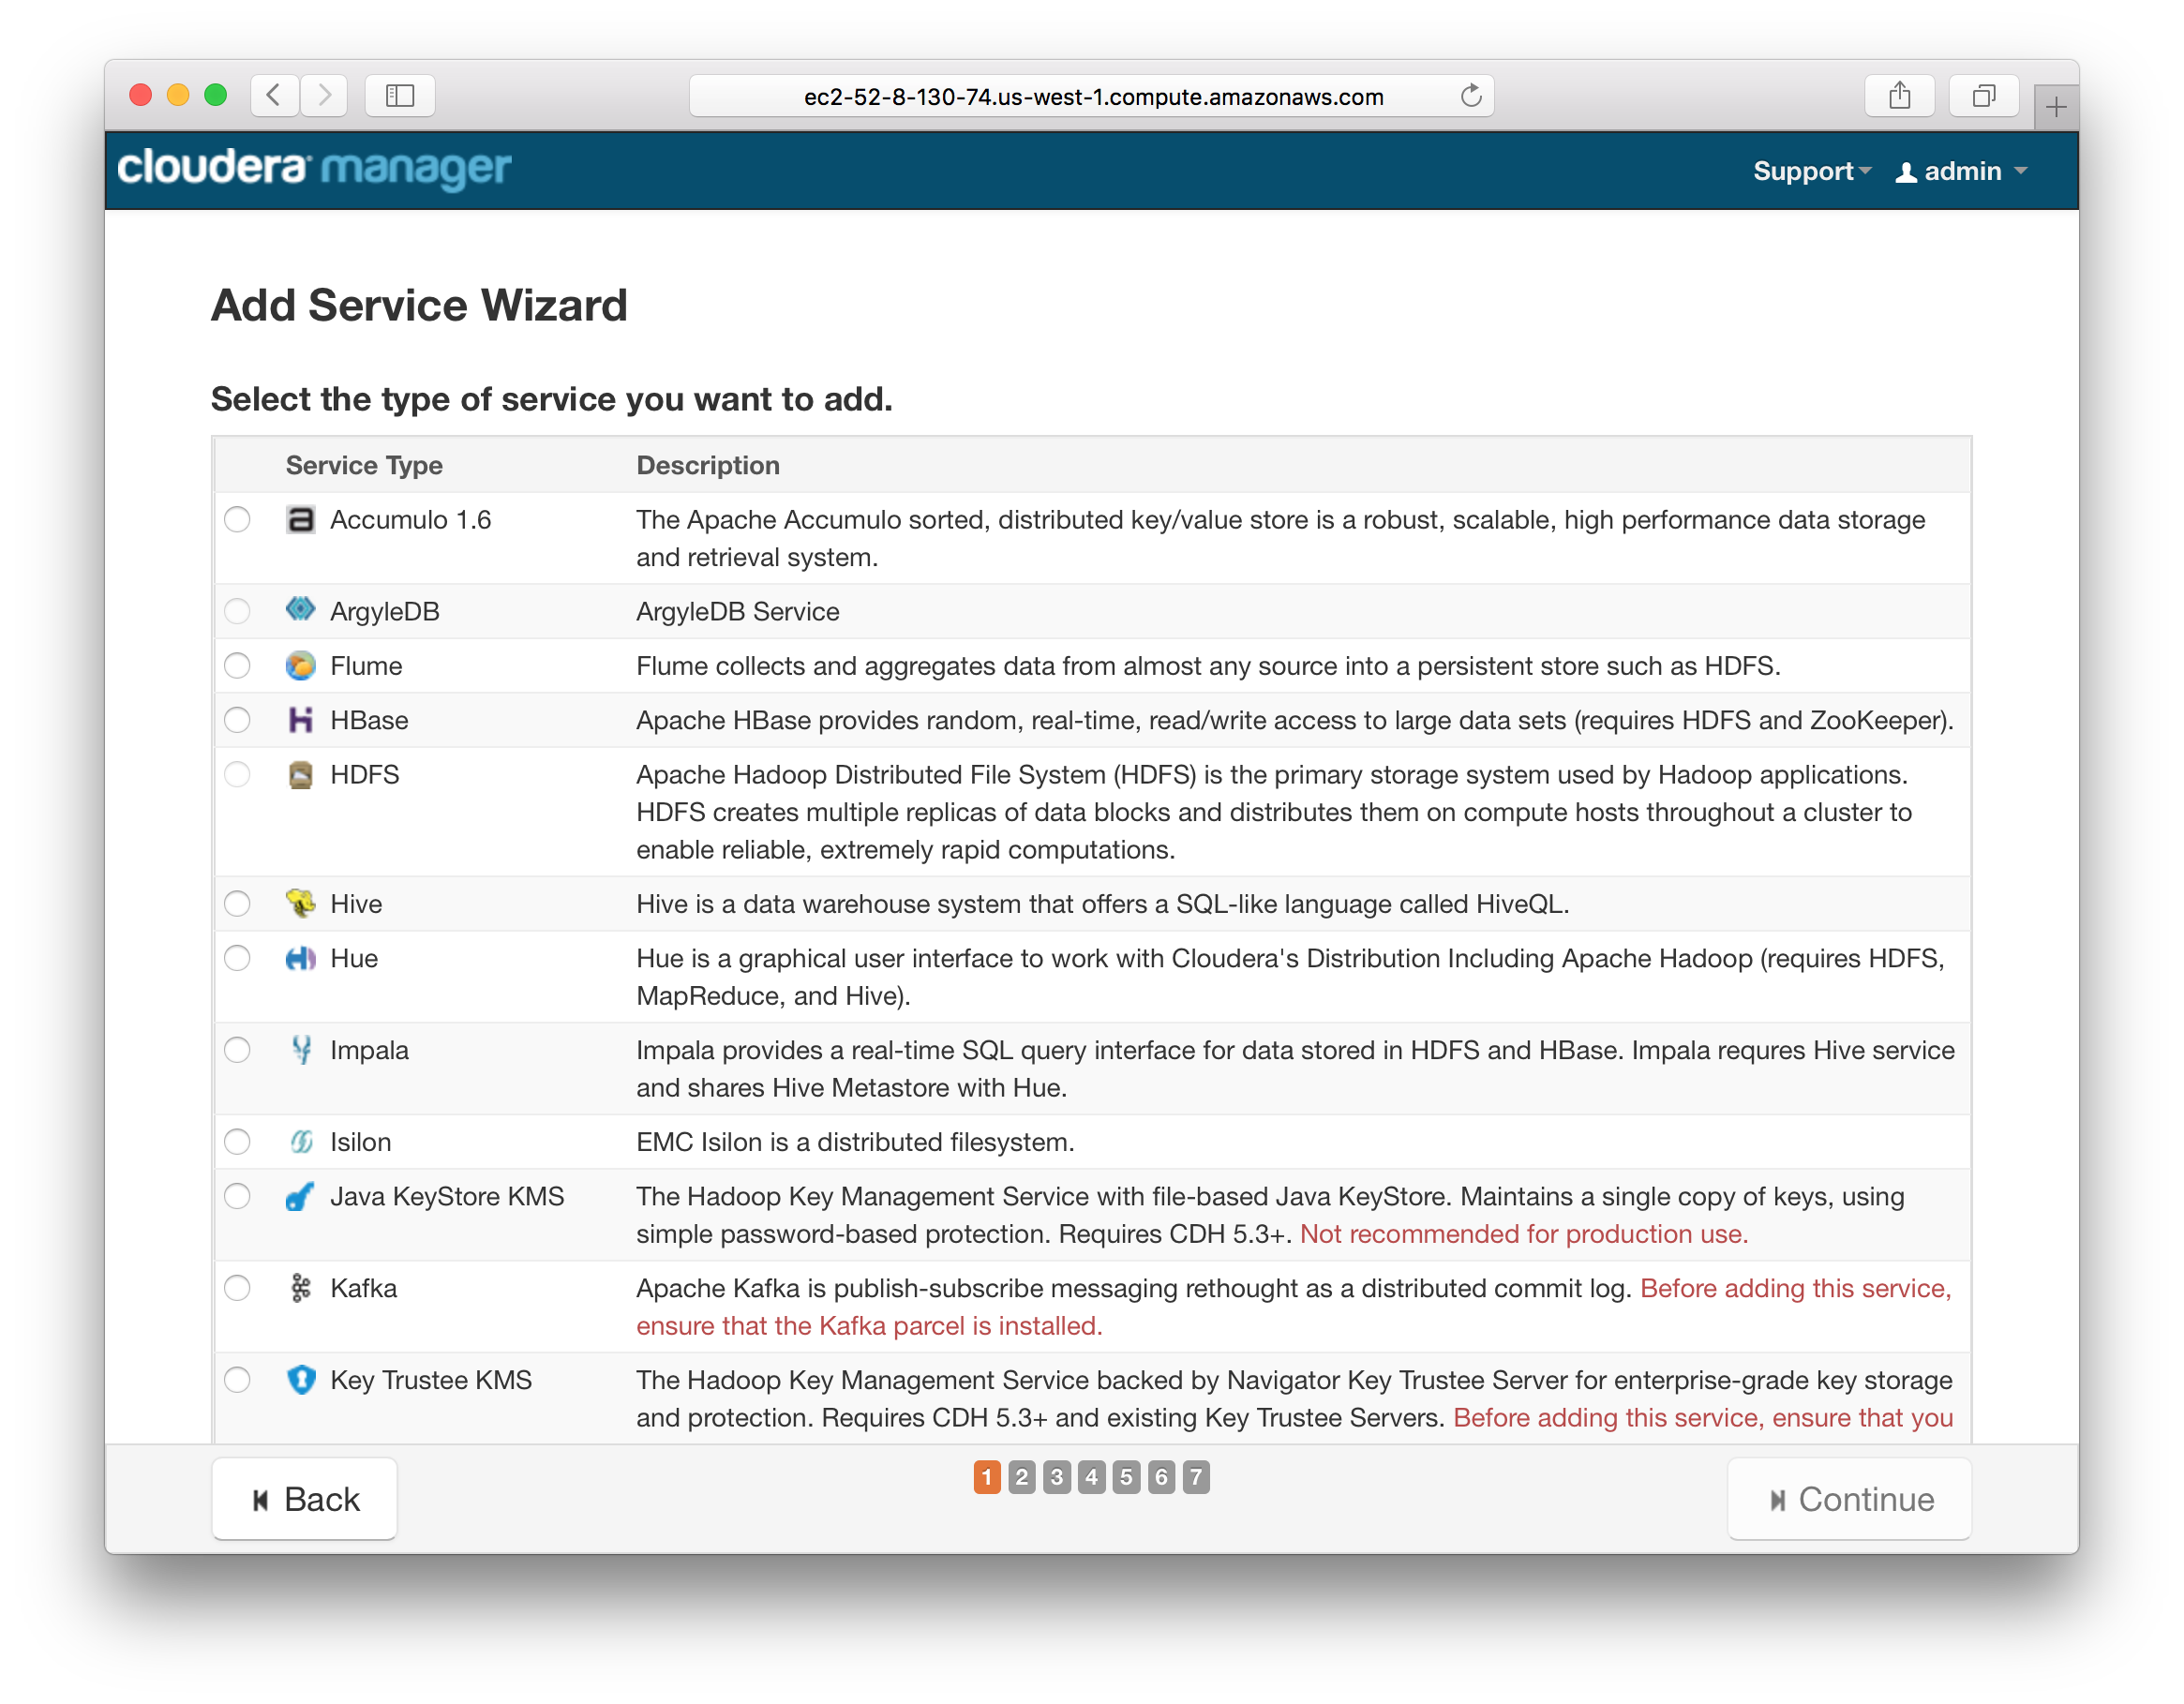 ec2-52-8-130-74.us-west-1.compute.amazonaws.com
cloudera manager
Support
admin
Add Service Wizard
Select the type of service you want to add.
Service Type Description
Accumulo 1.6 The Apache Accumulo sorted, distributed key/value store is a robust, scalable, high performance data storage
and retrieval system.
ArgyleDB ArgyleDB Service
Flume Flume collects and aggregates data from almost any source into a persistent store such as HDFS.
HBase Apache HBase provides random, real-time, read/write access to large data sets (requires HDFS and ZooKeeper).
HDFS Apache Hadoop Distributed File System (HDFS) is the primary storage system used by Hadoop applications.
HDFS creates multiple replicas of data blocks and distributes them on compute hosts throughout a cluster to
enable reliable, extremely rapid computations.
Hive Hive is a data warehouse system that offers a SQL-like language called HiveQL.
Hue Hue is a graphical user interface to work with Cloudera's Distribution Including Apache Hadoop (requires HDFS,
MapReduce, and Hive).
Impala Impala provides a real-time SQL query interface for data stored in HDFS and HBase. Impala requres Hive service
and shares Hive Metastore with Hue.
Isilon EMC Isilon is a distributed filesystem.
Java KeyStore KMS The Hadoop Key Management Service with file-based Java KeyStore. Maintains a single copy of keys, using
simple password-based protection. Requires CDH 5.3+. Not recommended for production use.
Kafka Apache Kafka is publish-subscribe messaging rethought as a distributed commit log. Before adding this service,
ensure that the Kafka parcel is installed.
Key Trustee KMS The Hadoop Key Management Service backed by Navigator Key Trustee Server for enterprise-grade key storage
and protection. Requires CDH 5.3+ and existing Key Trustee Servers. Before adding this service, ensure that you
Back
1 2 3 4 5 6 7
Continue